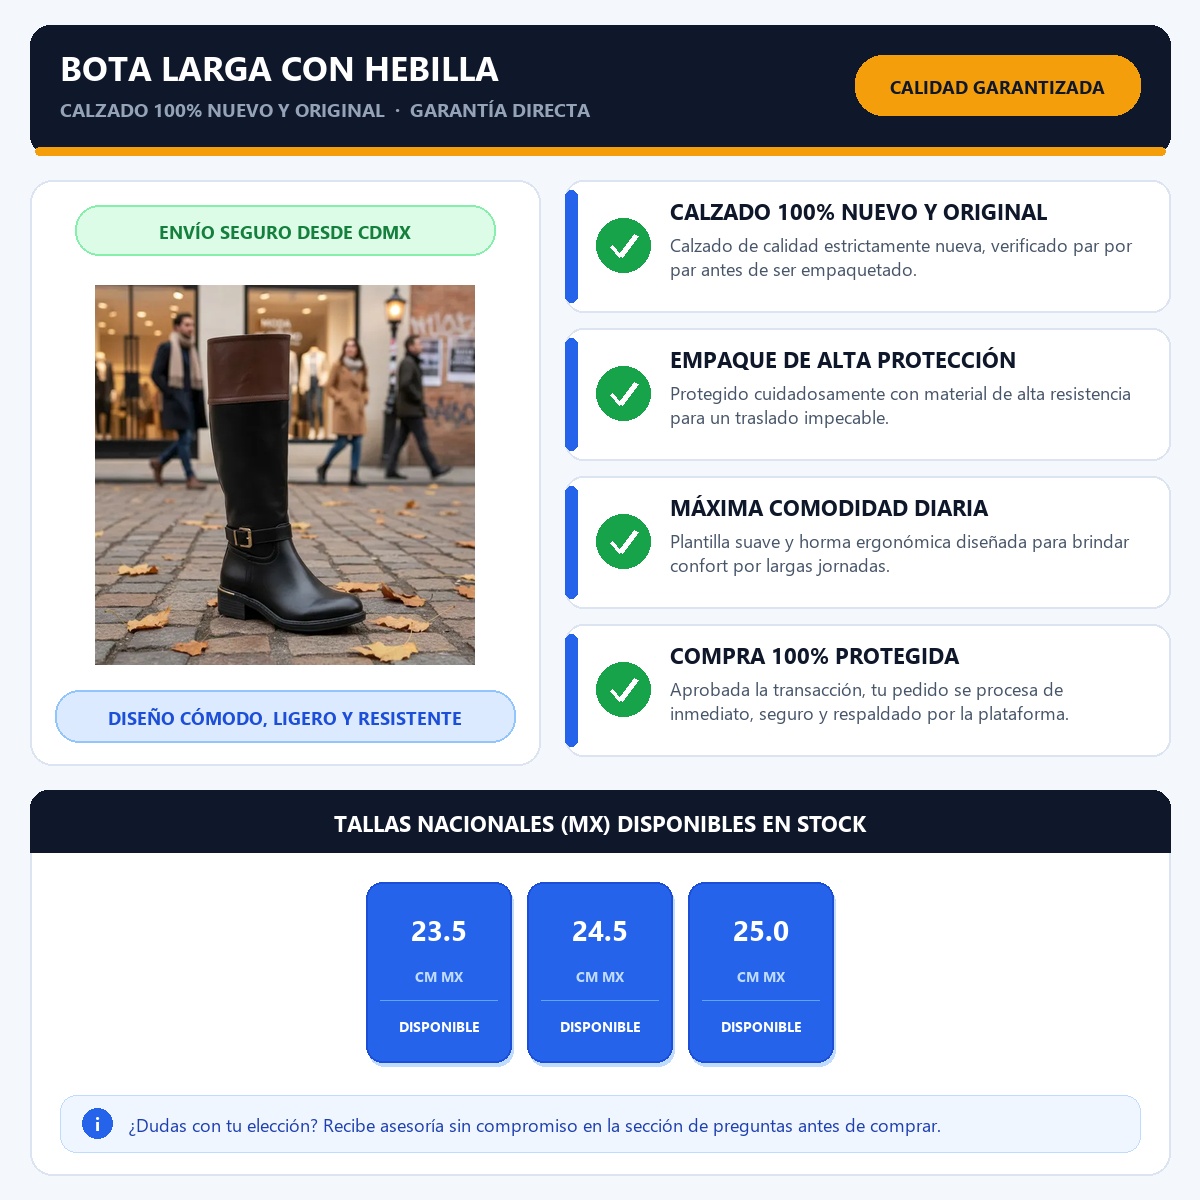 BOTA LARGA CON HEBILLA
CALZADO 100% NUEVO Y ORIGINAL · GARANTÍA DIRECTA
CALIDAD GARANTIZADA
ENVÍO SEGURO DESDE CDMX
DISEÑO CÓMODO, LIGERO Y RESISTENTE
CALZADO 100% NUEVO Y ORIGINAL
Calzado de calidad estrictamente nueva, verificado par por
par antes de ser empaquetado.
EMPAQUE DE ALTA PROTECCIÓN
Protegido cuidadosamente con material de alta resistencia
para un traslado impecable.
MÁXIMA COMODIDAD DIARIA
Plantilla suave y horma ergonómica diseñada para brindar
confort por largas jornadas.
COMPRA 100% PROTEGIDA
Aprobada la transacción, tu pedido se procesa de
inmediato, seguro y respaldado por la plataforma.
TALLAS NACIONALES (MX) DISPONIBLES EN STOCK
23.5
CM MX
DISPONIBLE
24.5
CM MX
DISPONIBLE
25.0
CM MX
DISPONIBLE
¿Dudas con tu elección? Recibe asesoría sin compromiso en la sección de preguntas antes de comprar.